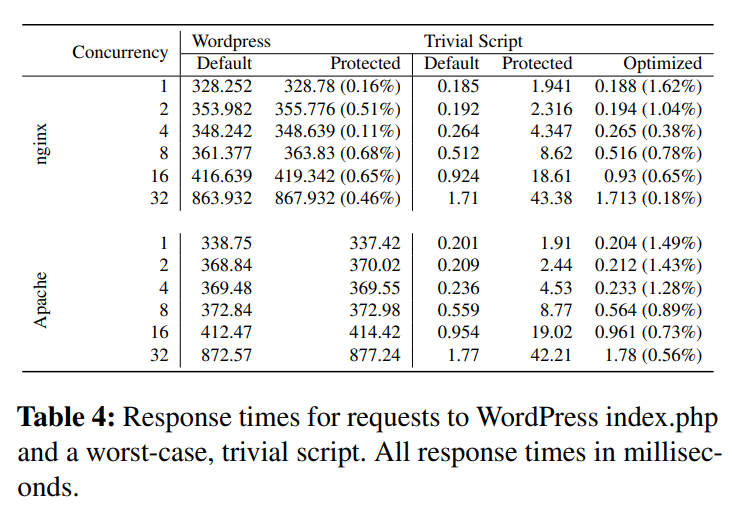 Concurrency Wordpress Trivial Script
Default Protected Default Protected Optimized
nginx
1 328.252 328.78 (0.16%) 0.185 1.941 0.188 (1.62%)
2 353.982 355.776 (0.51%) 0.192 2.316 0.194 (1.04%)
4 348.242 348.639 (0.11%) 0.264 4.347 0.265 (0.38%)
8 361.377 363.83 (0.68%) 0.512 8.62 0.516 (0.78%)
16 416.639 419.342 (0.65%) 0.924 18.61 0.93 (0.65%)
32 863.932 867.932 (0.46%) 1.71 43.38 1.713 (0.18%)
Apache
1 338.75 337.42 0.201 1.91 0.204 (1.49%)
2 368.84 370.02 0.209 2.44 0.212 (1.43%)
4 369.48 369.55 0.236 4.53 0.233 (1.28%)
8 372.84 372.98 0.559 8.77 0.564 (0.89%)
16 412.47 414.42 0.954 19.02 0.961 (0.73%)
32 872.57 877.24 1.77 42.21 1.78 (0.56%)
Table 4: Response times for requests to WordPress index.php
and a worst-case, trivial script. All response times in millisec-
onds.